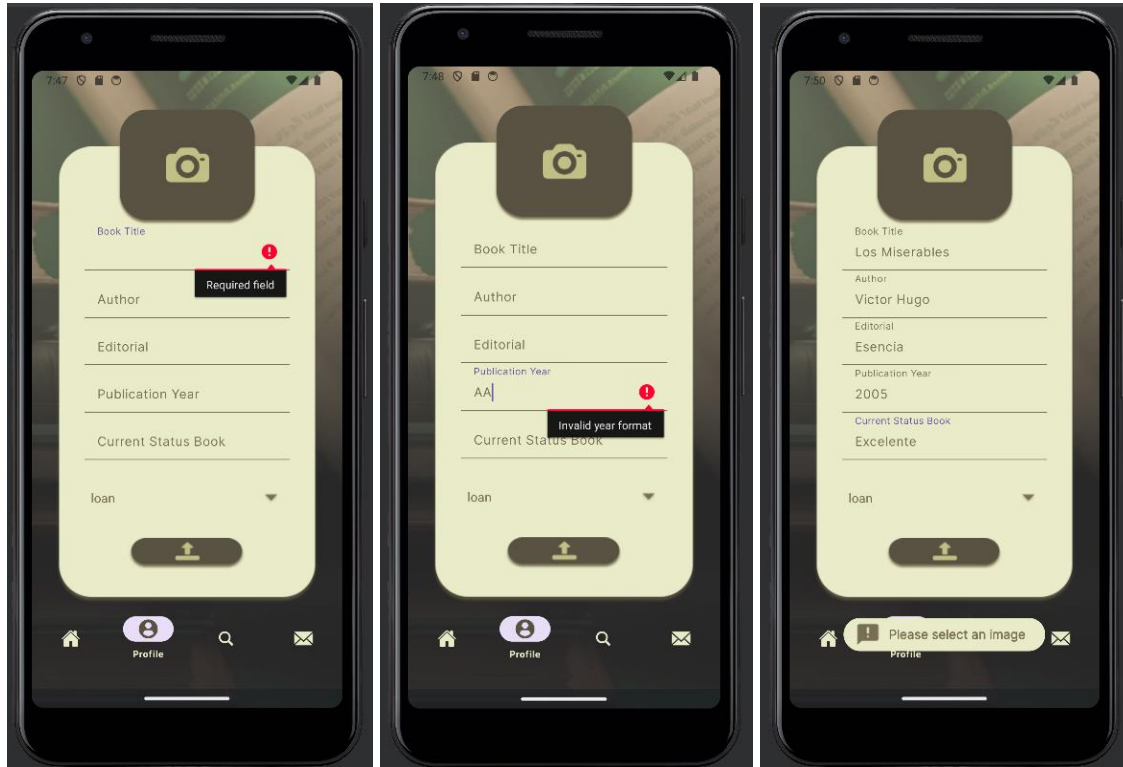 7:47
Book Title
Required field
Author
Editorial
Publication Year
Current Status Book
loan
Profile
7:48
Book Title
Author
Editorial
Publication Year
AA
Invalid year format
Current Status Book
loan
Profile
7:50
Book Title
Los Miserables
Author
Victor Hugo
Editorial
Esencia
Publication Year
2005
Current Status Book
Excelente
loan
Please select an image
Profile